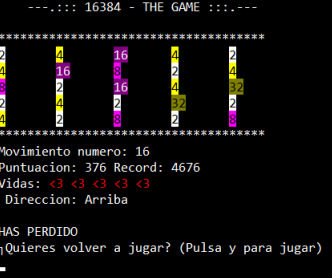 ---.::: 16384 - THE GAME :::.---
*************************************
2 4 16 4 2
4 16 8 2 4
8 2 16 4 32
2 4 2 32 2
4 2 8 2 8
*************************************
Movimiento numero: 16
Puntuacion: 376 Record: 4676
Vidas: <3 <3 <3 <3 <3
Direccion: Arriba
HAS PERDIDO
¿Quieres volver a jugar? (Pulsa y para jugar)